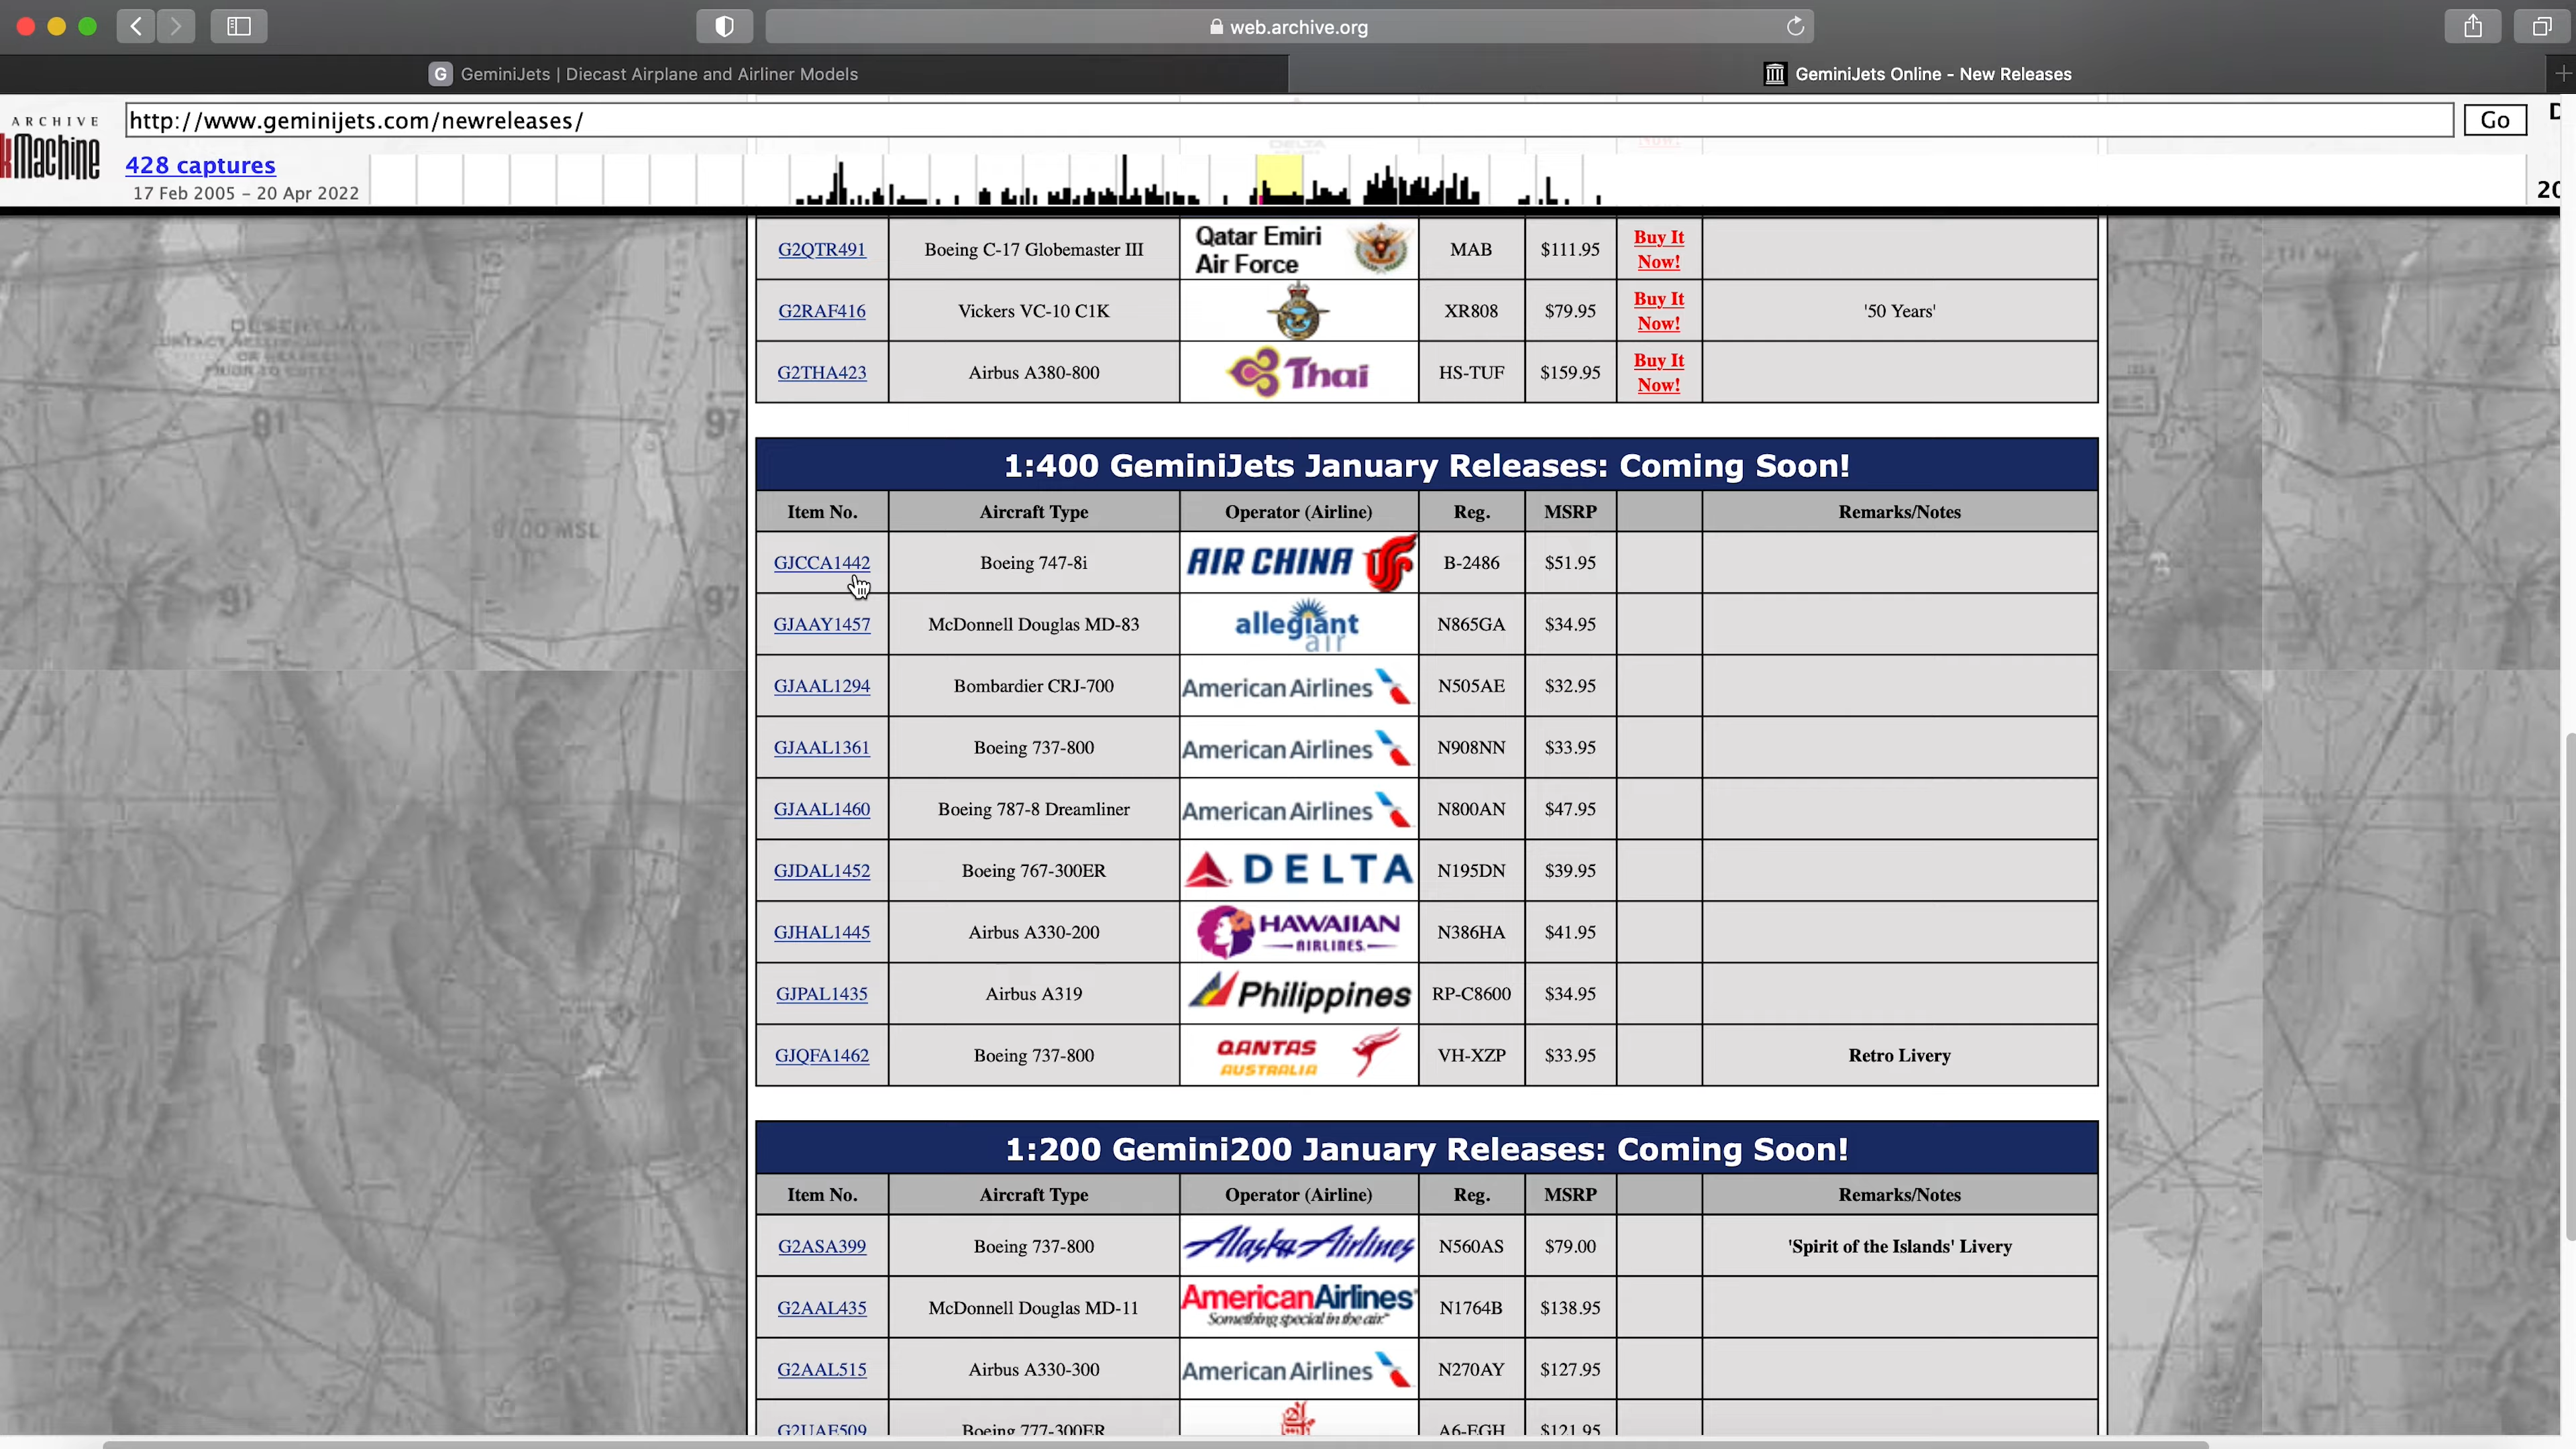 web.archive.org
G GeminiJets | Diecast Airplane and Airliner Models
GeminiJets Online - New Releases
ARCHIVE
kMachine
http://www.geminijets.com/newreleases/
Go
428 captures
17 Feb 2005 – 20 Apr 2022
G2QTR491 Boeing C-17 Globemaster III Qatar Emiri Air Force MAB $111.95 Buy It Now!
G2RAF416 Vickers VC-10 C1K XR808 $79.95 Buy It Now! '50 Years'
G2THA423 Airbus A380-800 Thai HS-TUF $159.95 Buy It Now!
1:400 GeminiJets January Releases: Coming Soon!
Item No. Aircraft Type Operator (Airline) Reg. MSRP Remarks/Notes
GJCCA1442 Boeing 747-8i AIR CHINA B-2486 $51.95
GJAAY1457 McDonnell Douglas MD-83 allegiant air N865GA $34.95
GJAAL1294 Bombardier CRJ-700 American Airlines N505AE $32.95
GJAAL1361 Boeing 737-800 American Airlines N908NN $33.95
GJAAL1460 Boeing 787-8 Dreamliner American Airlines N800AN $47.95
GJDAL1452 Boeing 767-300ER DELTA N195DN $39.95
GJHAL1445 Airbus A330-200 HAWAIIAN AIRLINES N386HA $41.95
GJPAL1435 Airbus A319 Philippines RP-C8600 $34.95
GJQFA1462 Boeing 737-800 QANTAS AUSTRALIA VH-XZP $33.95 Retro Livery
1:200 Gemini200 January Releases: Coming Soon!
Item No. Aircraft Type Operator (Airline) Reg. MSRP Remarks/Notes
G2ASA399 Boeing 737-800 Alaska Airlines N560AS $79.00 'Spirit of the Islands' Livery
G2AAL435 McDonnell Douglas MD-11 AmericanAirlines Something special in the air N1764B $138.95
G2AAL515 Airbus A330-300 American Airlines N270AY $127.95
G2UAE509 Boeing 777-300ER A6-EGH $121.95